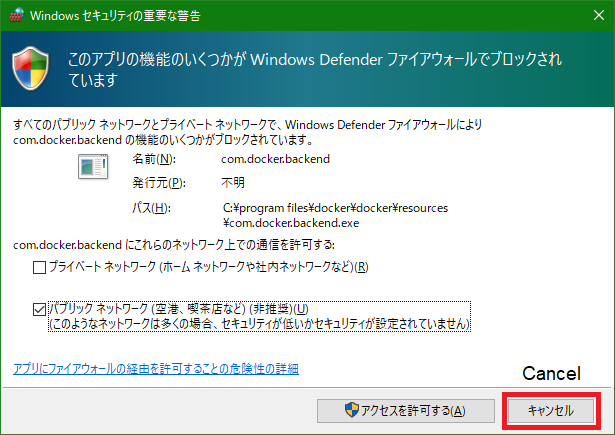 Windows セキュリティの重要な警告
このアプリの機能のいくつかが Windows Defender ファイアウォールでブロックされ
ています
すべてのパブリック ネットワークとプライベート ネットワークで、Windows Defender ファイアウォールにより
com.docker.backend の機能のいくつかがブロックされています。
名前(N): com.docker.backend
発行元(P): 不明
パス(H): C:¥program files¥docker¥docker¥resources
¥com.docker.backend.exe
com.docker.backend にこれらのネットワーク上での通信を許可する:
プライベート ネットワーク (ホーム ネットワークや社内ネットワークなど)(R)
パブリック ネットワーク (空港、喫茶店など) (非推奨)(U)
(このようなネットワークは多くの場合、セキュリティが低いかセキュリティが設定されていません)
アプリにファイアウォールの経由を許可することの危険性の詳細
Cancel
アクセスを許可する(A) キャンセル